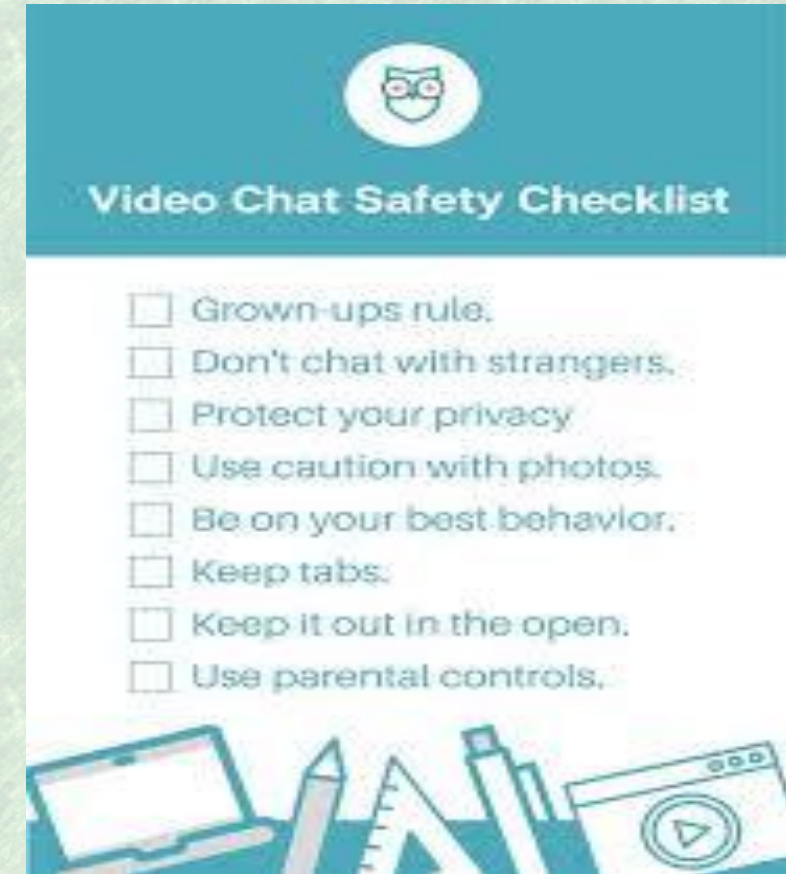 Video Chat Safety Checklist
Grown-ups rule.
Don't chat with strangers.
Protect your privacy
Use caution with photos.
Be on your best behavior.
Keep tabs.
Keep it out in the open.
Use parental controls.